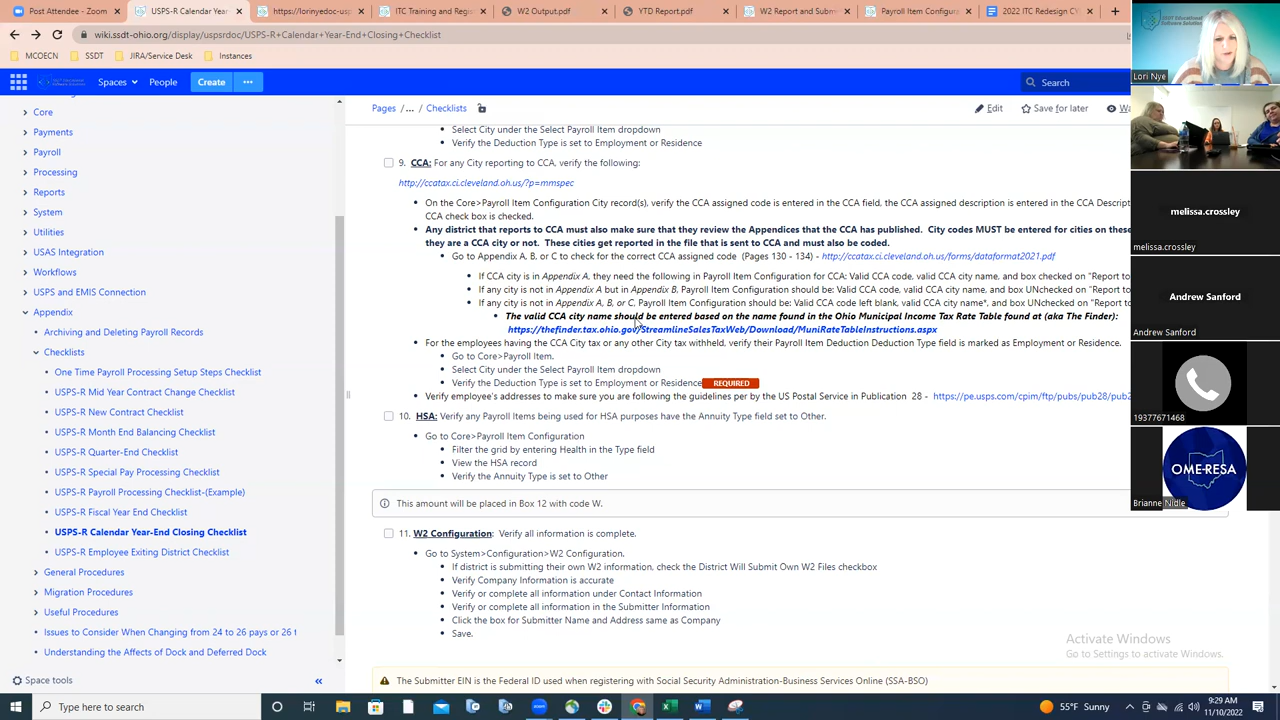 Post Attendee - Zoom
https://lorinyedoc-us
ITC Training and Re
W2 Output.pdf
YTD Report.pdf
W2 Report and Subm
Payroll Item Configura
2022 ITC Redesign CY
wiki.ssdt-ohio.org/display/uspsrdoc/USPS-R+Calendar+Year-End+Closing+Checklist
MCOECN
SSDT
JIRA/Service Desk
Instances
Spaces
People
Create
Search
Core
Payments
Payroll
Processing
Reports
System
Utilities
USAS Integration
Workflows
USPS and EMIS Connection
Appendix
Archiving and Deleting Payroll Records
Checklists
One Time Payroll Processing Setup Steps Checklist
USPS-R Mid Year Contract Change Checklist
USPS-R New Contract Checklist
USPS-R Month End Balancing Checklist
USPS-R Quarter-End Checklist
USPS-R Special Pay Processing Checklist
USPS-R Payroll Processing Checklist-(Example)
USPS-R Fiscal Year End Checklist
USPS-R Calendar Year-End Closing Checklist
USPS-R Employee Exiting District Checklist
General Procedures
Migration Procedures
Useful Procedures
Issues to Consider When Changing from 24 to 26 pays or 26 t
Understanding the Affects of Dock and Deferred Dock
Space tools
Pages /... / Checklists
Edit
Save for later
Wa
Select City under the Select Payroll Item dropdown
Verify the Deduction Type is set to Employment or Residence
9. CCA: For any City reporting to CCA, verify the following:
http://ccatax.ci.cleveland.oh.us/?p=mmspec
On the Core>Payroll Item Configuration City record(s), verify the CCA assigned code is entered in the CCA field, the CCA assigned description is entered in the CCA Descript
CCA check box is checked.
Any district that reports to CCA must also make sure that they review the Appendices that the CCA has published. City codes MUST be entered for cities on these
they are a CCA city or not. These cities get reported in the file that is sent to CCA and must also be coded.
Go to Appendix A, B, or C to check for the correct CCA assigned code (Pages 130 - 134) - http://ccatax.ci.cleveland.oh.us/forms/dataformat2021.pdf
If CCA city is in Appendix A, they need the following in Payroll Item Configuration for CCA: Valid CCA code, valid CCA city name, and box checked on "Report to
If any city is not in Appendix A but in Appendix B, Payroll Item Configuration should be: Valid CCA code, valid CCA city name, and box UNchecked on "Report to
If any city is not in Appendix A, B, or C, Payroll Item Configuration should be: Valid CCA code left blank, valid CCA city name*, and box UNchecked on "Report to
The valid CCA city name should be entered based on the name found in the Ohio Municipal Income Tax Rate Table found at (aka The Finder):
https://thefinder.tax.ohio.gov/StreamlineSalesTaxWeb/Download/MuniRateTableInstructions.aspx
For the employees having the CCA City tax or any other City tax withheld, verify their Payroll Item Deduction Deduction Type field is marked as Employment or Residence.
Go to Core>Payroll Item.
Select City under the Select Payroll Item dropdown
Verify the Deduction Type is set to Employment or Residence REQUIRED
Verify employee's addresses to make sure you are following the guidelines per by the US Postal Service in Publication 28 - https://pe.usps.com/cpim/ftp/pubs/pub28/pub2
10. HSA: Verify any Payroll Items being used for HSA purposes have the Annuity Type field set to Other.
Go to Core>Payroll Item Configuration
Filter the grid by entering Health in the Type field
View the HSA record
Verify the Annuity Type is set to Other
This amount will be placed in Box 12 with code W.
11. W2 Configuration: Verify all information is complete.
Go to System>Configuration>W2 Configuration.
If district is submitting their own W2 information, check the District Will Submit Own W2 Files checkbox
Verify Company Information is accurate
Verify or complete all information under Contact Information
Verify or complete all information in the Submitter Information
Click the box for Submitter Name and Address same as Company
Save.
The Submitter EIN is the Federal ID used when registering with Social Security Administration-Business Services Online (SSA-BSO)
Activate Windows
Go to Settings to activate Windows.
Lori Nye
melissa.crossley
melissa.crossley
Andrew Sanford
Andrew Sanford
19377671468
OME-RESA
Brianne Nidle
Type here to search
55°F Sunny
9:29 AM
11/10/2022